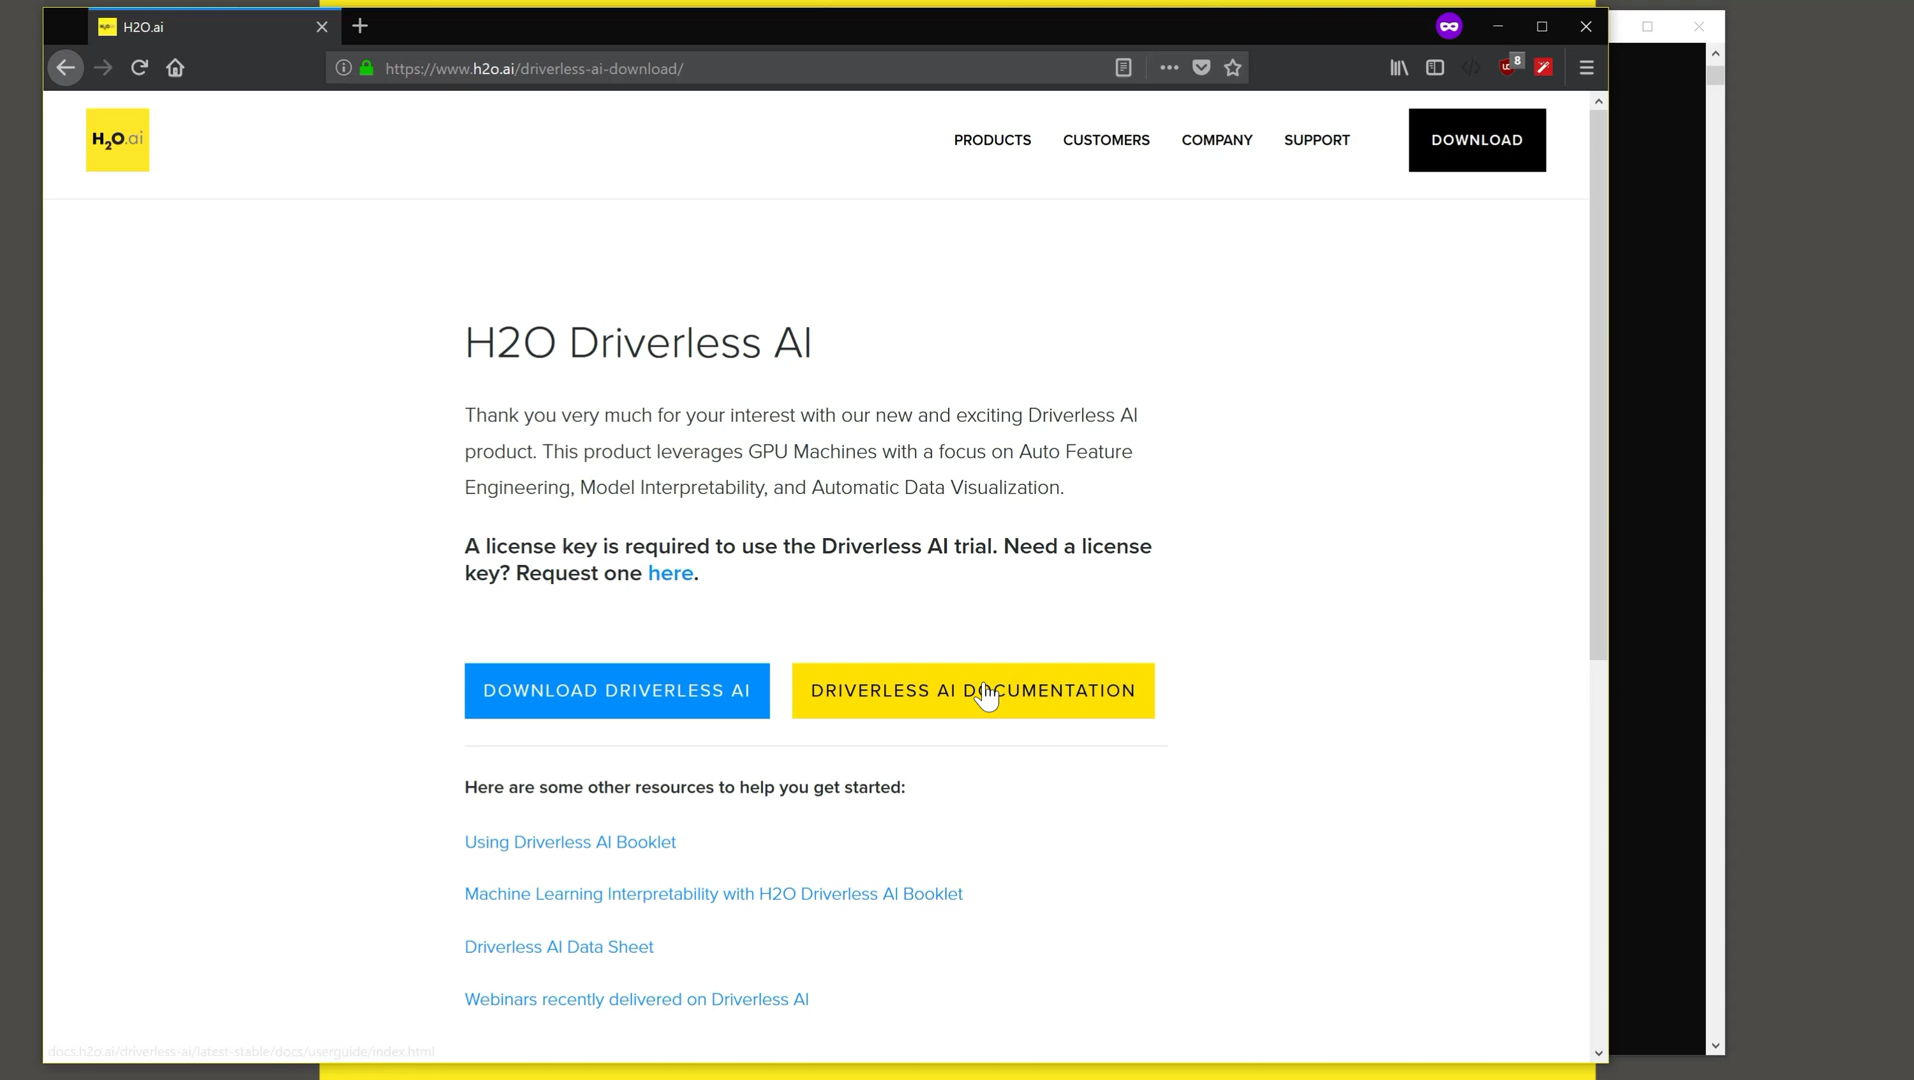 H2O.ai
https://www.h2o.ai/driverless-ai-download/
8
H2O.ai
PRODUCTS CUSTOMERS COMPANY SUPPORT DOWNLOAD
H2O Driverless AI
Thank you very much for your interest with our new and exciting Driverless AI
product. This product leverages GPU Machines with a focus on Auto Feature
Engineering, Model Interpretability, and Automatic Data Visualization.
A license key is required to use the Driverless AI trial. Need a license
key? Request one here.
DOWNLOAD DRIVERLESS AI DRIVERLESS AI DOCUMENTATION
Here are some other resources to help you get started:
Using Driverless AI Booklet
Machine Learning Interpretability with H2O Driverless AI Booklet
Driverless AI Data Sheet
Webinars recently delivered on Driverless AI
docs.h2o.ai/driverless-ai/latest-stable/docs/userguide/index.html